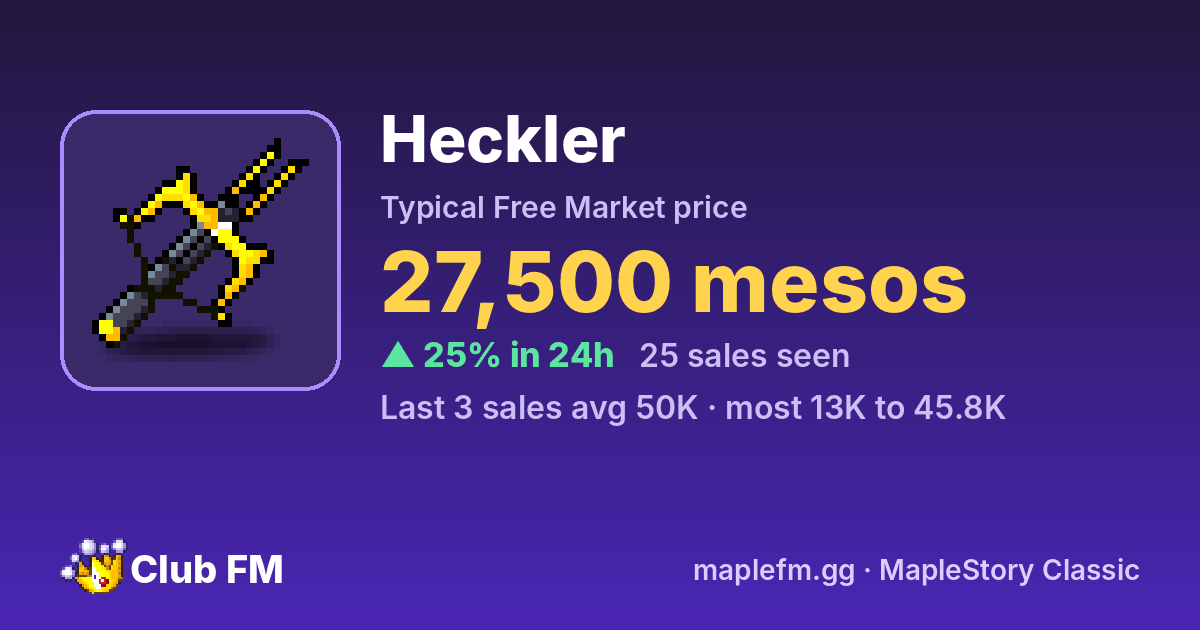 Heckler
Typical Free Market price
27,500 mesos
▲ 25% in 24h 25 sales seen
Last 3 sales avg 50K · most 13K to 45.8K
Club FM
maplefm.gg · MapleStory Classic